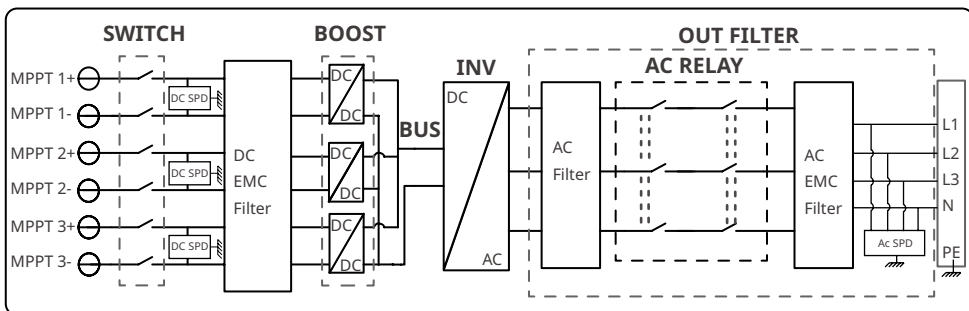 SWITCH
BOOST
OUT FILTER
INV
AC RELAY
MPPT 1+
MPPT 1-
MPPT 2+
MPPT 2-
MPPT 3+
MPPT 3-
DC SPD
DC SPD
DC SPD
DC
EMC
Filter
DC
DC
DC
DC
DC
DC
BUS
DC
AC
AC
Filter
AC
EMC
Filter
L1
L2
L3
N
PE
Ac SPD